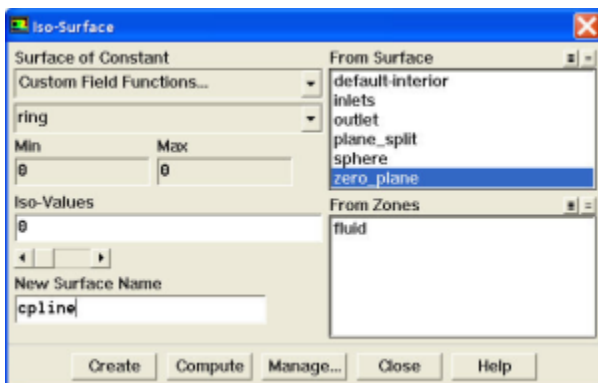 Iso-Surface
Surface of Constant
Custom Field Functions...
ring
Min Max
0 0
Iso-Values
0
New Surface Name
cpline
From Surface
default-interior
inlets
outlet
plane_split
sphere
zero_plane
From Zones
fluid
Create Compute Manage... Close Help